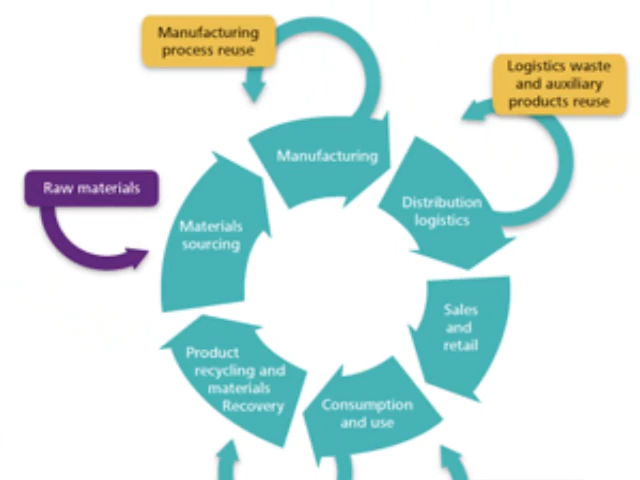 Manufacturing
process reuse
Logistics waste
and auxiliary
products reuse
Raw materials
Manufacturing
Distribution
logistics
Materials
sourcing
Sales
and
retail
Product
recycling and
materials
Recovery
Consumption
and use